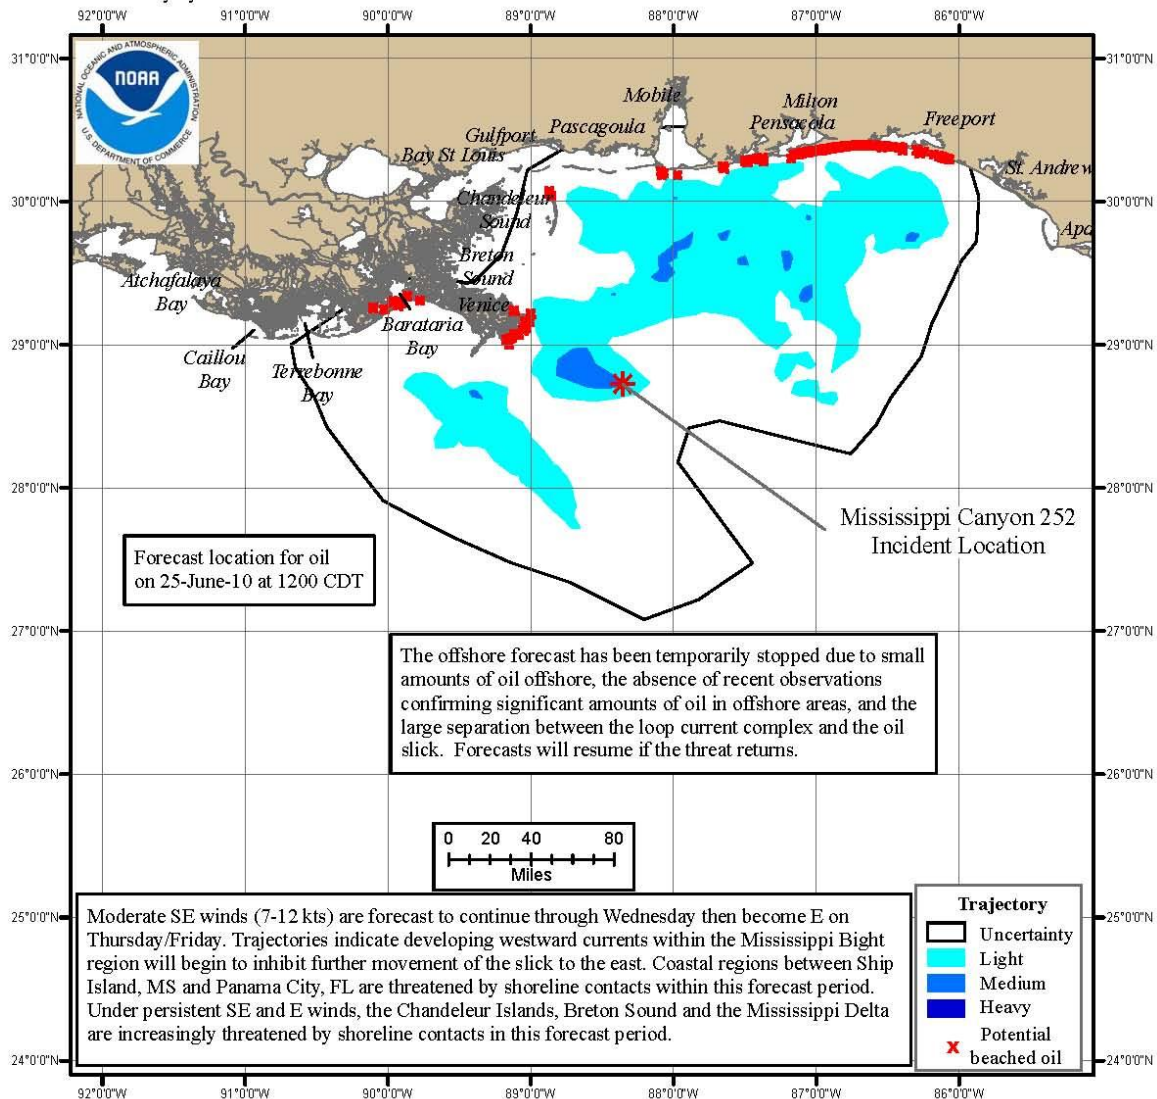 92°0'0"W 91°0'0"W 90°0'0"W 89°0'0"W 88°0'0"W 87°0'0"W 86°0'0"W
31°0'0"N 31°0'0"N
NATIONAL OCEANIC AND ATMOSPHERIC ADMINISTRATION
NOAA
U.S. DEPARTMENT OF COMMERCE
Mobile
Milton
Pensacola
Freeport
Gulfport
Pascagoula
Bay St Louis
St. Andrew
30°0'0"N 30°0'0"N
Chandeleur
Sound
Apa
Breton
Sound
Atchafalaya
Bay
Venice
Barataria
Bay
29°0'0"N 29°0'0"N
Caillou
Bay
Terrebonne
Bay
28°0'0"N 28°0'0"N
Mississippi Canyon 252
Incident Location
Forecast location for oil
on 25-June-10 at 1200 CDT
27°0'0"N 27°0'0"N
The offshore forecast has been temporarily stopped due to small
amounts of oil offshore, the absence of recent observations
confirming significant amounts of oil in offshore areas, and the
large separation between the loop current complex and the oil
slick. Forecasts will resume if the threat returns.
26°0'0"N 26°0'0"N
0 20 40 80
Miles
25°0'0"N 25°0'0"N
Moderate SE winds (7-12 kts) are forecast to continue through Wednesday then become E on
Thursday/Friday. Trajectories indicate developing westward currents within the Mississippi Bight
region will begin to inhibit further movement of the slick to the east. Coastal regions between Ship
Island, MS and Panama City, FL are threatened by shoreline contacts within this forecast period.
Under persistent SE and E winds, the Chandeleur Islands, Breton Sound and the Mississippi Delta
are increasingly threatened by shoreline contacts in this forecast period.
Trajectory
Uncertainty
Light
Medium
Heavy
Potential
beached oil
24°0'0"N 24°0'0"N
92°0'0"W 91°0'0"W 90°0'0"W 89°0'0"W 88°0'0"W 87°0'0"W 86°0'0"W